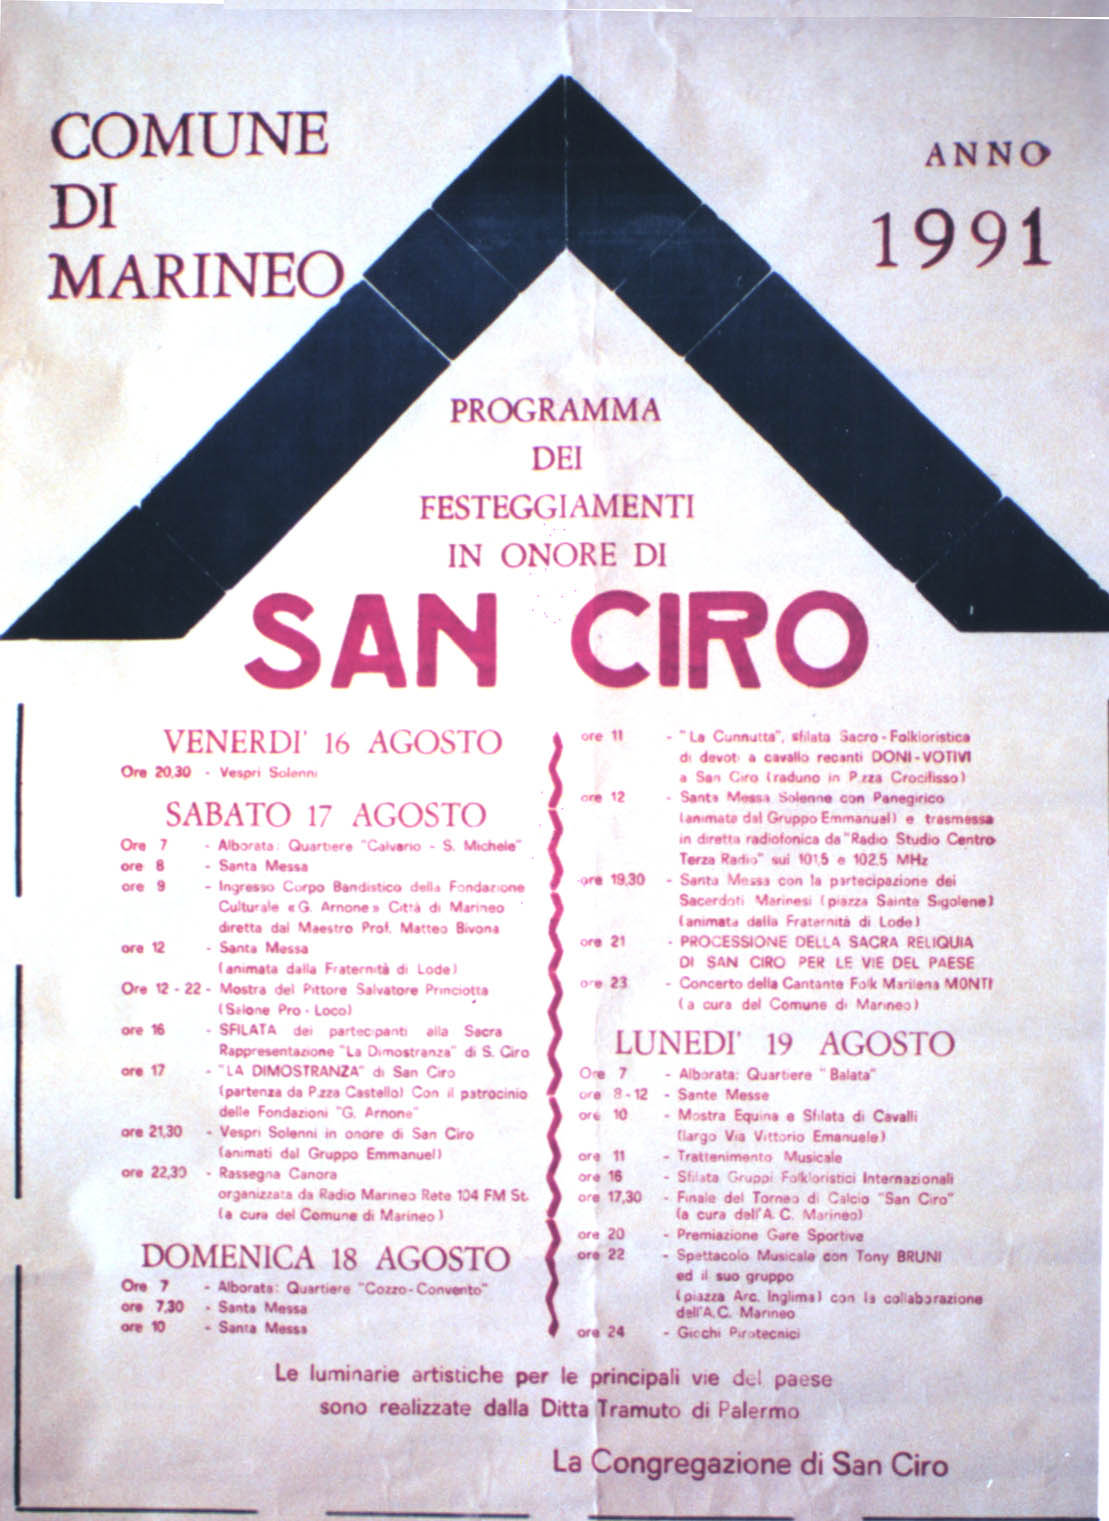 COMUNE
DI
MARINEO
ANNO
1991
PROGRAMMA
DEI
FESTEGGIAMENTI
IN ONORE DI
SAN CIRO
VENERDI' 16 AGOSTO
Ore 20,30 - Vespri Solenni
SABATO 17 AGOSTO
Ore 7 - Alborata: Quartiere "Calvario - S. Michele"
ore 8 - Santa Messa
ore 9 - Ingresso Corpo Bandistico della Fondazione
Culturale «G. Arnone» Città di Marineo
diretta dal Maestro Prof. Matteo Bivona
ore 12 - Santa Messa
(animata dalla Fraternità di Lode)
Ore 12 - 22 - Mostra del Pittore Salvatore Princiotta
(Salone Pro - Loco)
ore 16 - SFILATA dei partecipanti alla Sacra
Rappresentazione "La Dimostranza" di S. Ciro
ore 17 - "LA DIMOSTRANZA" di San Ciro
(partenza da P.zza Castello) Con il patrocinio
delle Fondazioni "G. Arnone"
ore 21,30 - Vespri Solenni in onore di San Ciro
(animati dal Gruppo Emmanuel)
ore 22,30 - Rassegna Canora
organizzata da Radio Marineo Rete 104 FM St.
(a cura del Comune di Marineo)
DOMENICA 18 AGOSTO
Ore 7 - Alborata: Quartiere "Cozzo-Convento"
ore 7,30 - Santa Messa
ore 10 - Santa Messa
ore 11 - "La Cunnutta", sfilata Sacro-Folkloristica
di devoti a cavallo recanti DONI-VOTIVI
a San Ciro (raduno in P.zza Crocifisso)
ore 12 - Santa Messa Solenne con Panegirico
(animata dal Gruppo Emmanuel) e trasmessa
in diretta radiofonica da "Radio Studio Centro
Terza Radio" sui 101,5 e 102,5 MHz
ore 19,30 - Santa Messa con la partecipazione dei
Sacerdoti Marinesi (piazza Sainte Sigolene)
(animata dalla Fraternità di Lode)
ore 21 - PROCESSIONE DELLA SACRA RELIQUIA
DI SAN CIRO PER LE VIE DEL PAESE
ore 23 - Concerto della Cantante Folk Marilena MONTI
(a cura del Comune di Marineo)
LUNEDI' 19 AGOSTO
Ore 7 - Alborata: Quartiere "Balata"
ore 8-12 - Sante Messe
ore 10 - Mostra Equina e Sfilata di Cavalli
(largo Via Vittorio Emanuele)
ore 11 - Trattenimento Musicale
ore 16 - Sfilata Gruppi Folkloristici Internazionali
ore 17,30 - Finale del Torneo di Calcio "San Ciro"
(a cura dell'A.C. Marineo)
ore 20 - Premiazione Gare Sportive
ore 22 - Spettacolo Musicale con Tony BRUNI
ed il suo gruppo
(piazza Arc. Inglima) con la collaborazione
dell'A.C. Marineo
ore 24 - Giochi Pirotecnici
Le luminarie artistiche per le principali vie del paese
sono realizzate dalla Ditta Tramuto di Palermo
La Congregazione di San Ciro